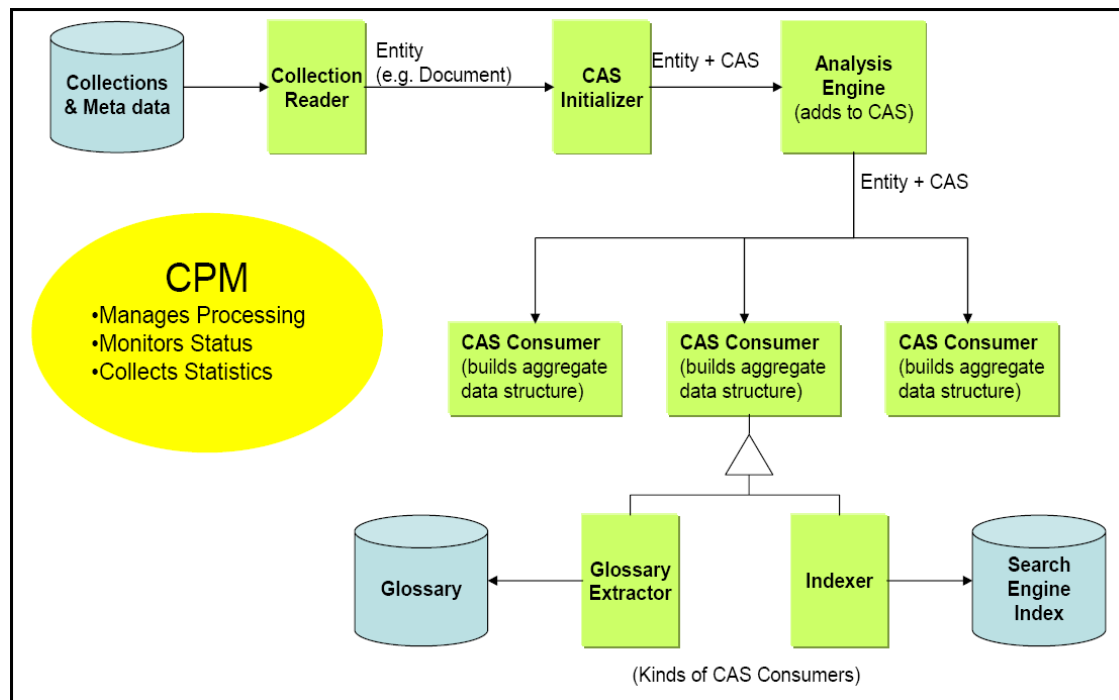 Collections
& Meta data
Collection
Reader
Entity
(e.g. Document)
CAS
Initializer
Entity + CAS
Analysis
Engine
(adds to CAS)
Entity + CAS
CPM
•Manages Processing
•Monitors Status
•Collects Statistics
CAS Consumer
(builds aggregate
data structure)
CAS Consumer
(builds aggregate
data structure)
CAS Consumer
(builds aggregate
data structure)
Glossary
Glossary
Extractor
Indexer
Search
Engine
Index
(Kinds of CAS Consumers)